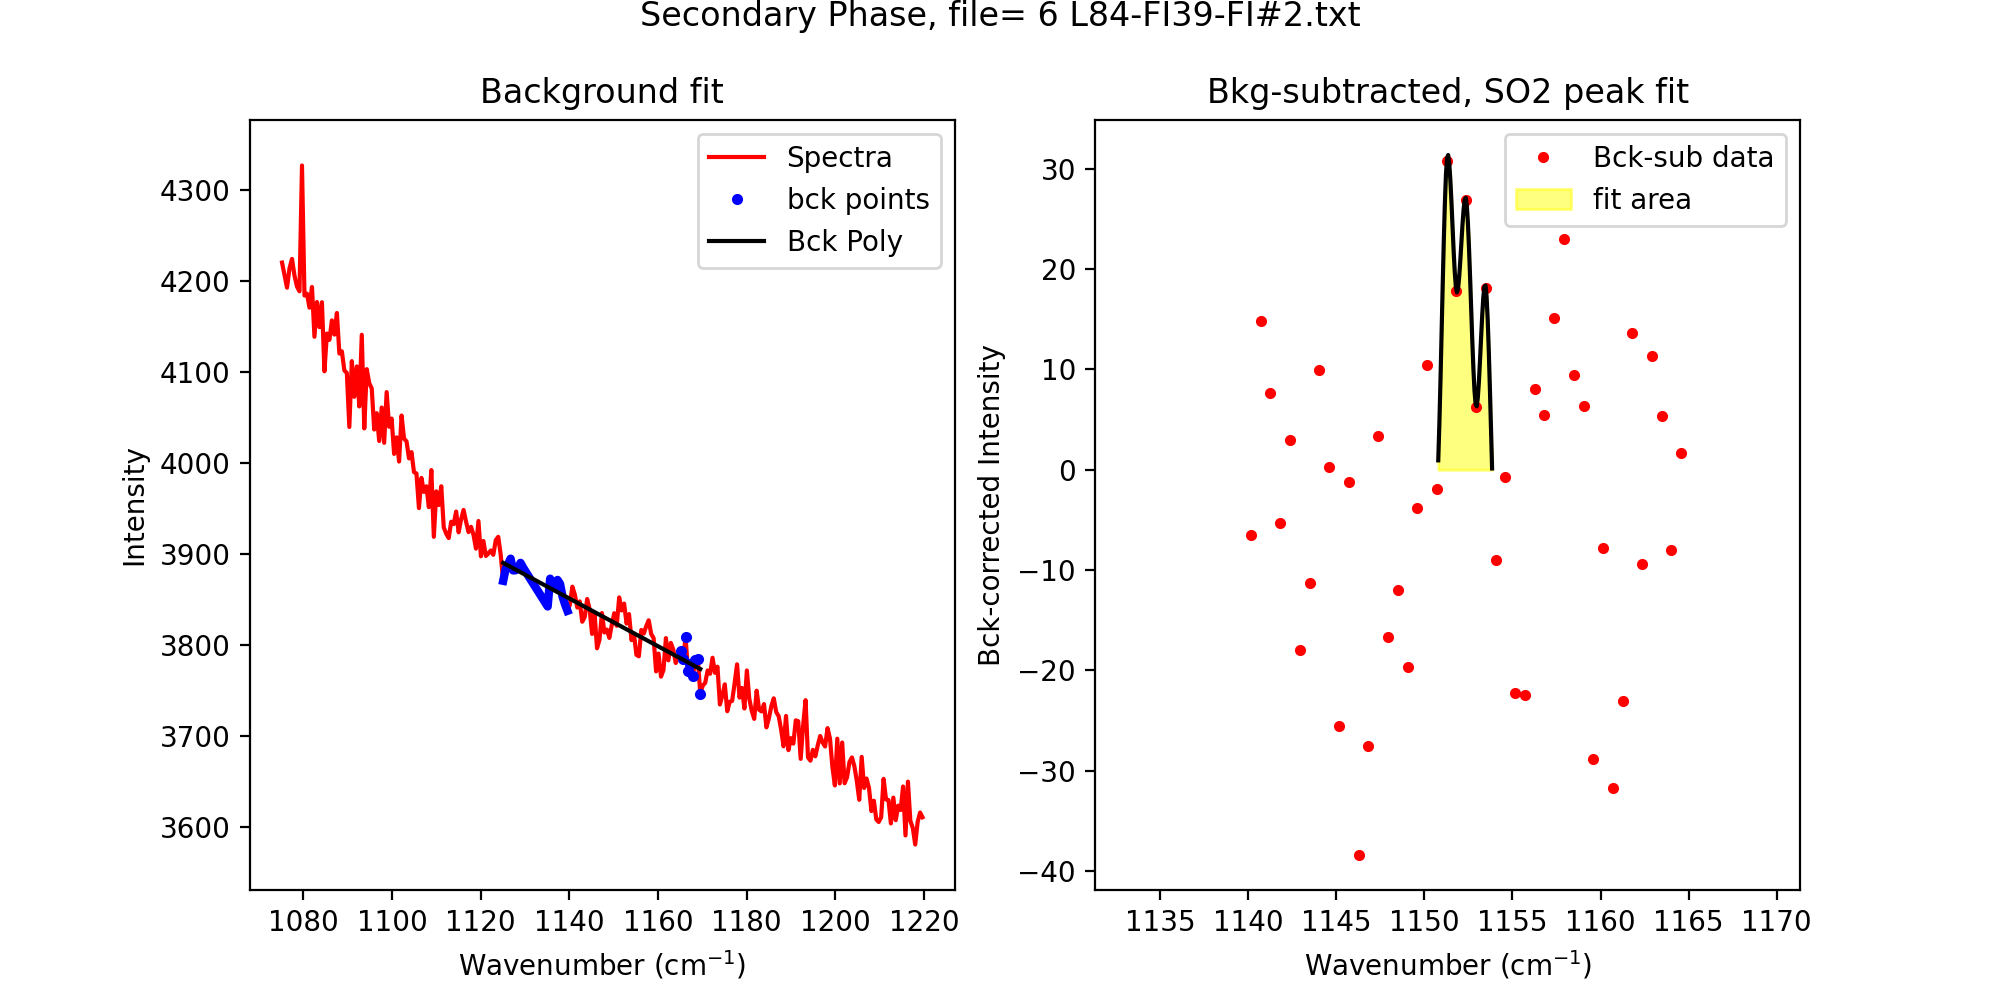 Secondary Phase, file= 6 L84-FI39-FI#2.txt
Background fit
Intensity
4300
4200
4100
4000
3900
3800
3700
3600
Spectra
bck points
Bck Poly
1080 1100 1120 1140 1160 1180 1200 1220
Wavenumber (cm⁻¹)
Bkg-subtracted, SO2 peak fit
Bck-corrected Intensity
30
20
10
0
−10
−20
−30
−40
Bck-sub data
fit area
1135 1140 1145 1150 1155 1160 1165 1170
Wavenumber (cm⁻¹)